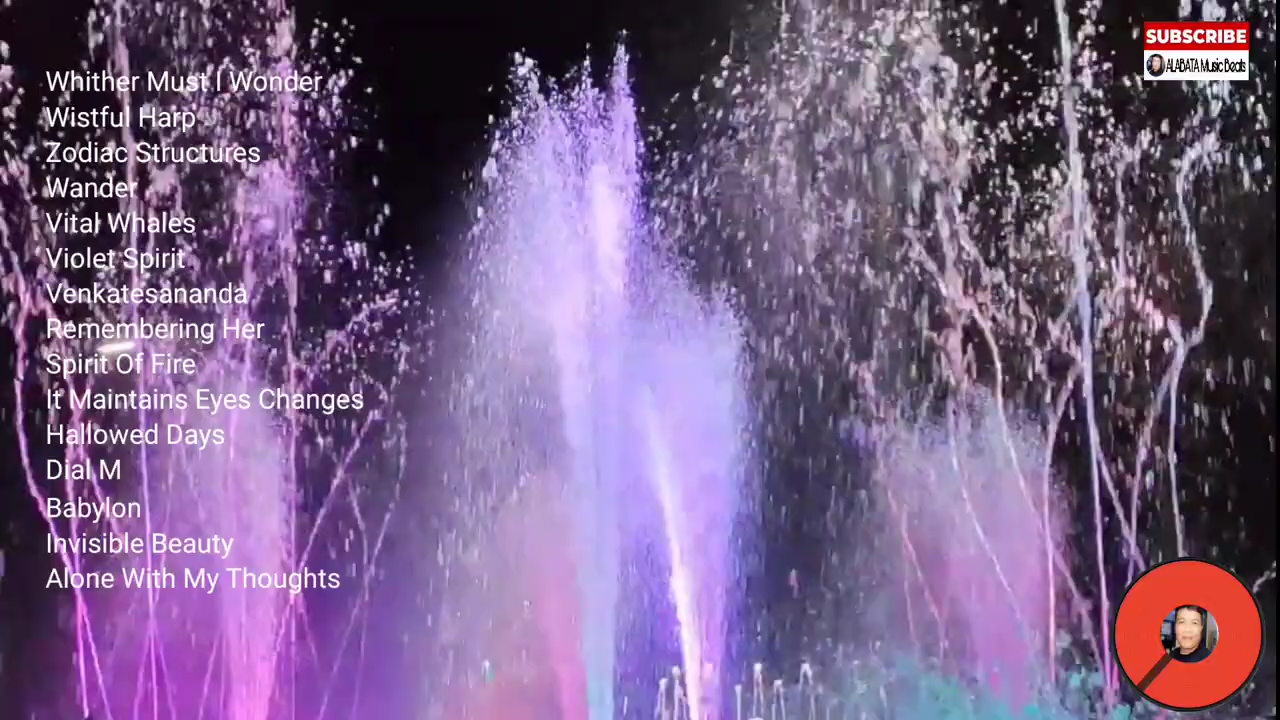 SUBSCRIBE
ALABATA Music Beats
Whither Must I Wonder
Wistful Harp
Zodiac Structures
Wander
Vital Whales
Violet Spirit
Venkatesananda
Remembering Her
Spirit Of Fire
It Maintains Eyes Changes
Hallowed Days
Dial M
Babylon
Invisible Beauty
Alone With My Thoughts